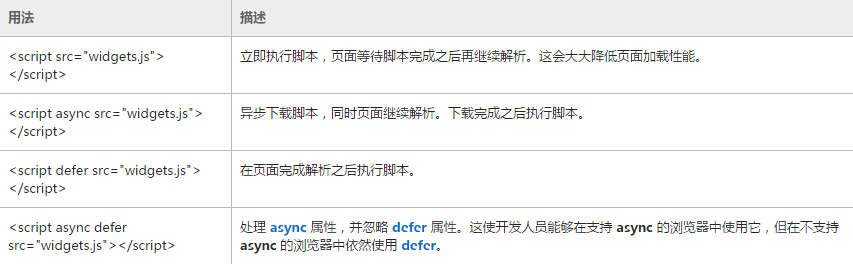 用法
描述
<script src="widgets.js">
</script>
立即执行脚本，页面等待脚本完成之后再继续解析。这会大大降低页面加载性能。
<script async src="widgets.js">
</script>
异步下载脚本，同时页面继续解析。下载完成之后执行脚本。
<script defer src="widgets.js">
</script>
在页面完成解析之后执行脚本。
<script async defer
src="widgets.js"></script>
处理 async 属性，并忽略 defer 属性。这使开发人员能够在支持 async 的浏览器中使用它，但在不支持
async 的浏览器中依然使用 defer。